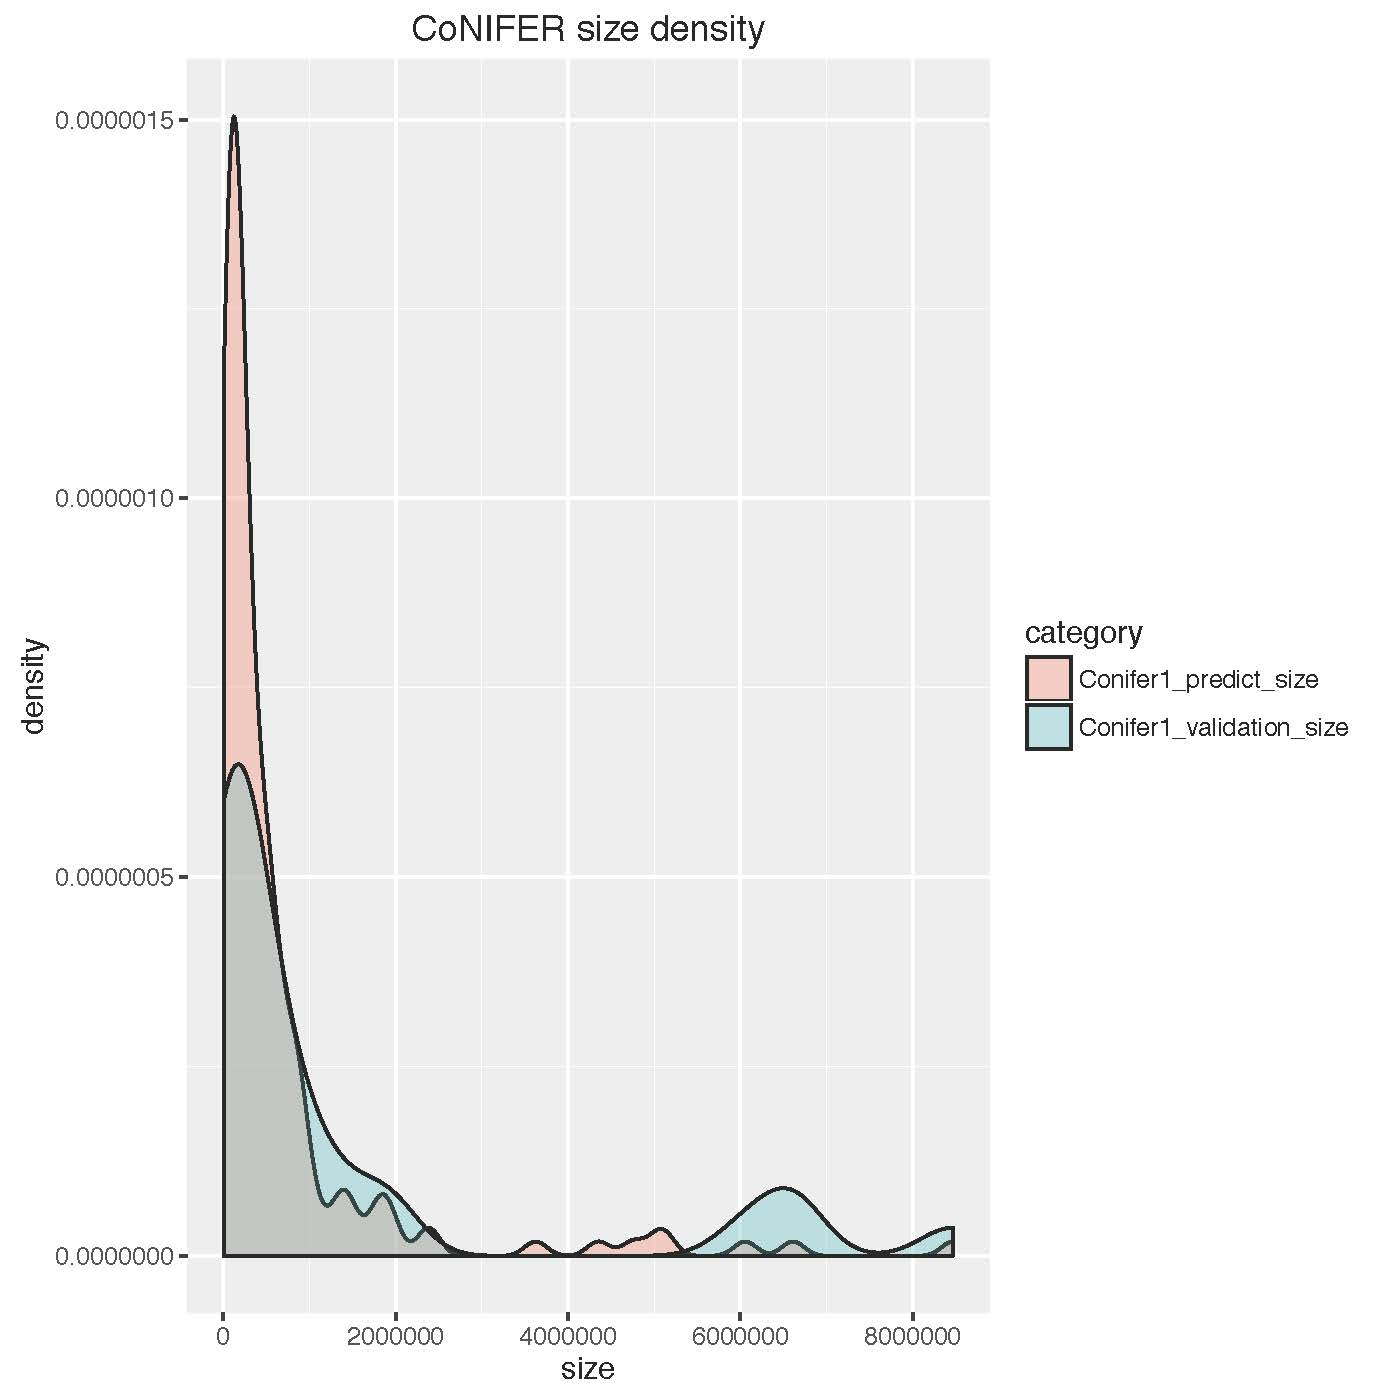 CoNIFER size density
0.0000015
0.0000010
0.0000005
0.0000000
density
0
2000000
4000000
6000000
8000000
size
category
Conifer1_predict_size
Conifer1_validation_size